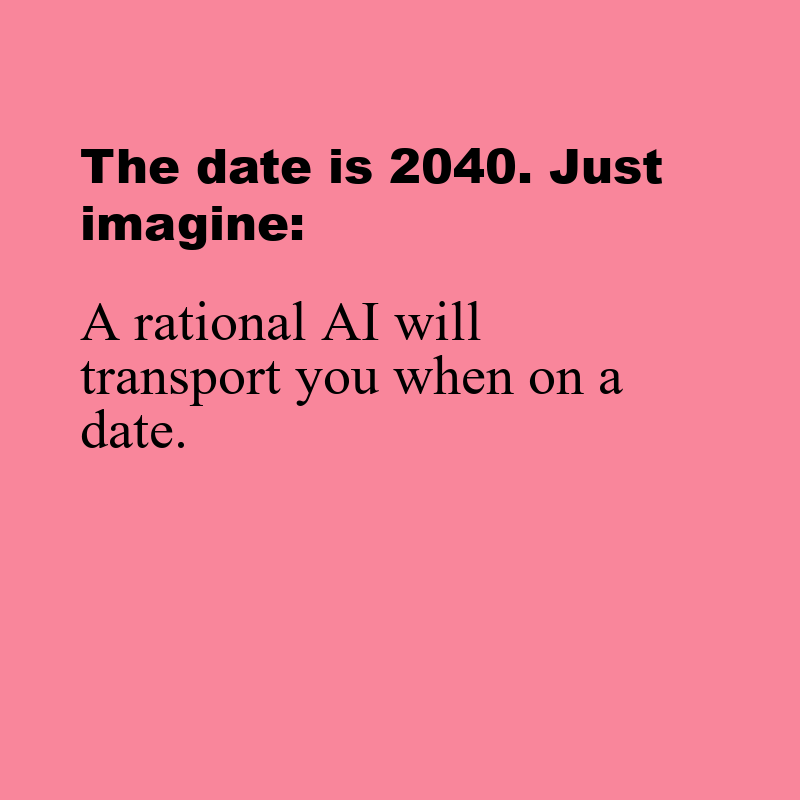 The date is 2040. Just
imagine:
A rational AI will
transport you when on a
date.